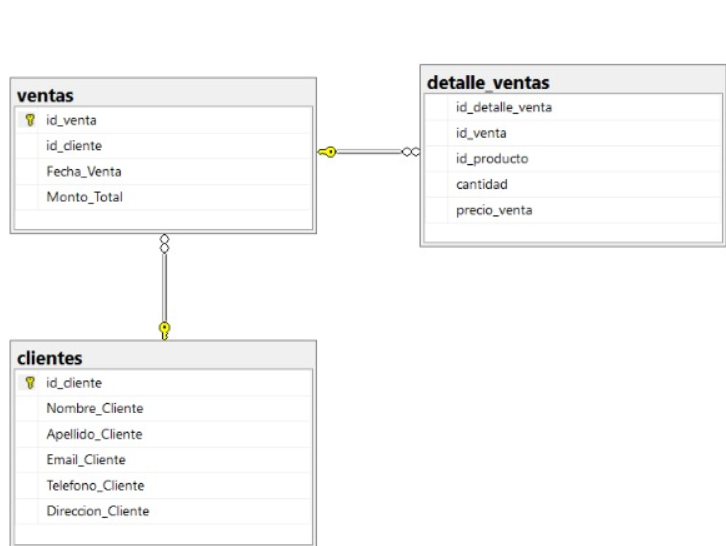 ventas
id_venta
id_cliente
Fecha_Venta
Monto_Total
detalle_ventas
id_detalle_venta
id_venta
id_producto
cantidad
precio_venta
clientes
id_cliente
Nombre_Cliente
Apellido_Cliente
Email_Cliente
Telefono_Cliente
Direccion_Cliente